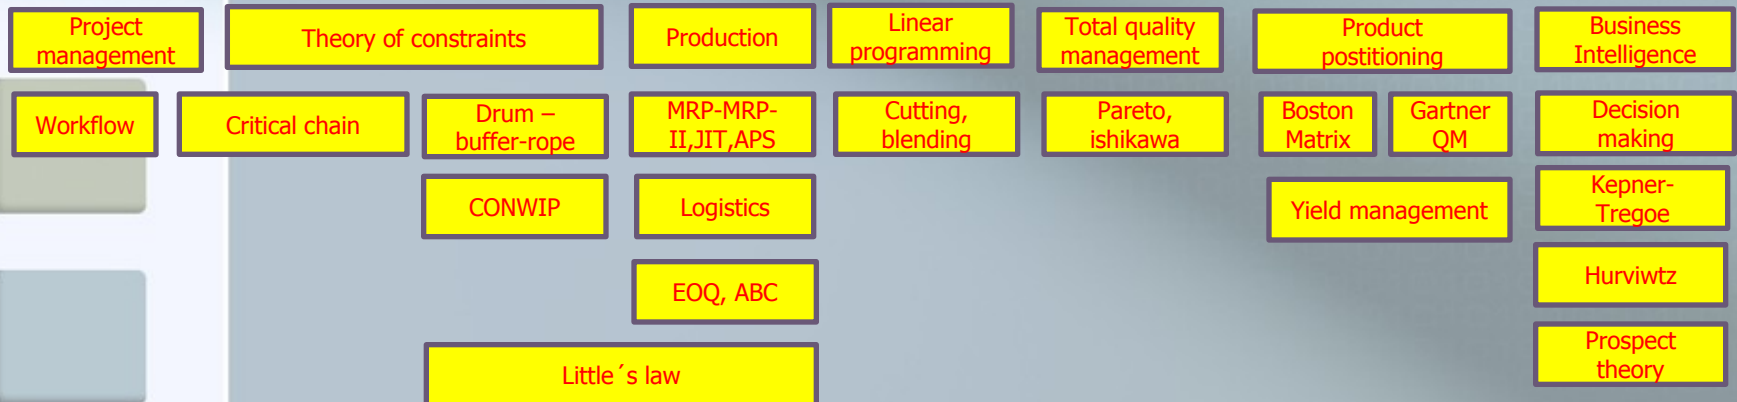 Project
management
Theory of constraints
Production
Linear
programming
Total quality
management
Product
postitioning
Business
Intelligence
Workflow
Critical chain
Drum –
buffer-rope
MRP-MRP-
II,JIT,APS
Cutting,
blending
Pareto,
ishikawa
Boston
Matrix
Gartner
QM
Decision
making
CONWIP
Logistics
Yield management
Kepner-
Tregoe
EOQ, ABC
Hurviwtz
Little´s law
Prospect
theory